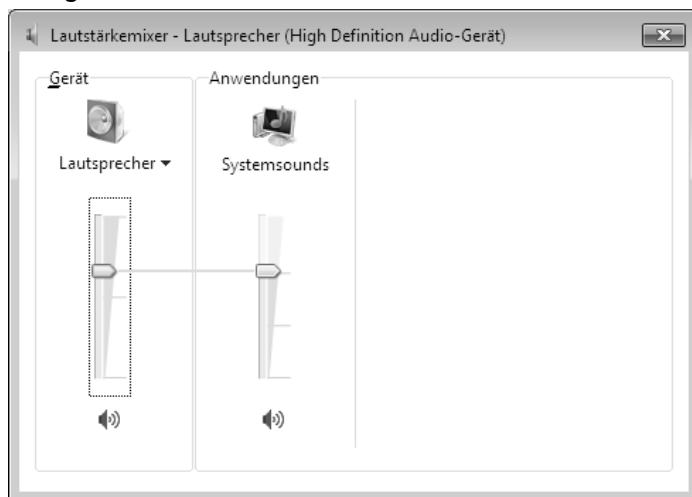 Lautstärkemixer - Lautsprecher (High Definition Audio-Gerät)
Gerät
Anwendungen
Lautsprecher
Systemsounds